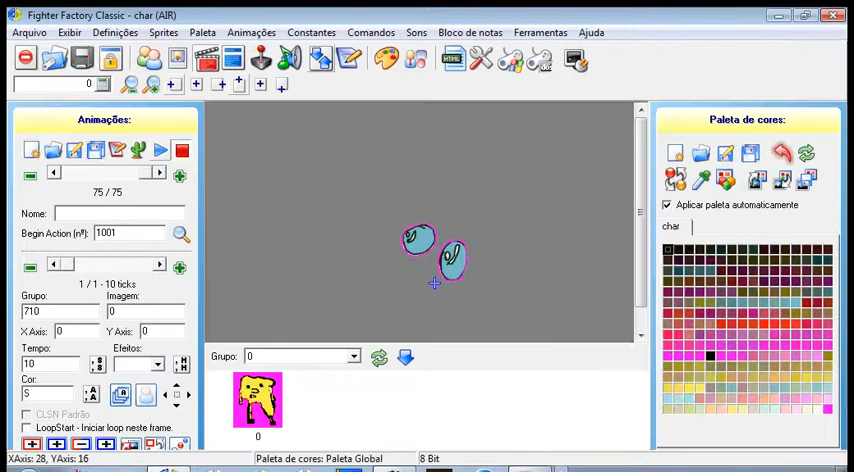 Fighter Factory Classic - char (AIR)
Arquivo Exibir Definições Sprites Paleta Animações Constantes Comandos Sons Bloco de notas Ferramentas Ajuda
0
Animações:
75 / 75
Nome:
Begin Action (nº): 1001
1 / 1 - 10 ticks
Grupo: Imagem:
710 0
X Axis: 0 Y Axis: 0
Tempo: Efeitos:
10
Cor:
S
CLSN Padrão
LoopStart - Iniciar loop neste frame.
Grupo: 0
0
Paleta de cores:
Aplicar paleta automaticamente
char
XAxis: 28, YAxis: 16 Paleta de cores: Paleta Global 8 Bit